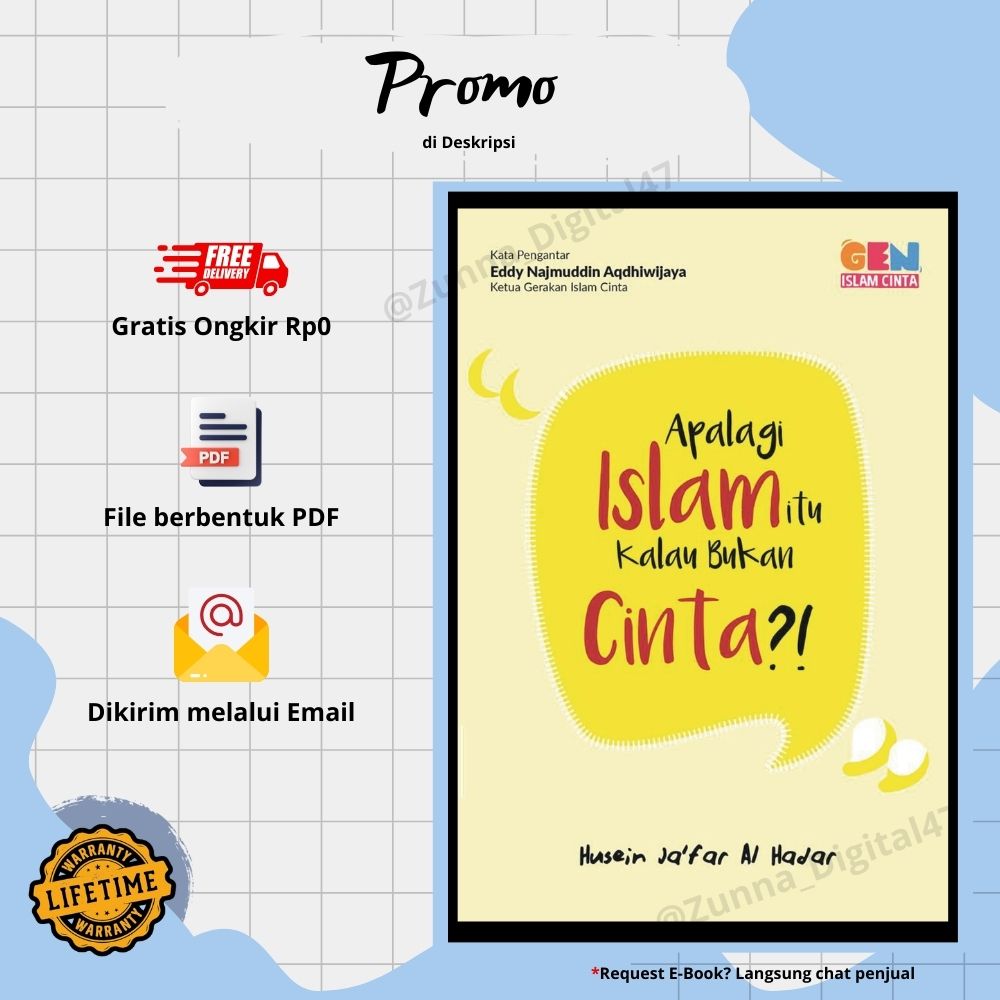 Promo
di Deskripsi
FREE
DELIVERY
Gratis Ongkir Rp0
PDF
File berbentuk PDF
@
Dikirim melalui Email
WARRANTY
LIFETIME
WARRANTY
@Zunna_Digital47
Kata Pengantar
Eddy Najmuddin Aqdhiwijaya
Ketua Gerakan Islam Cinta
GEN
ISLAM CINTA
Apalagi
Islam itu
Kalau Bukan
Cinta?!
Husein Ja'far Al Hadar
@Zunna_Digital47
*Request E-Book? Langsung chat penjual